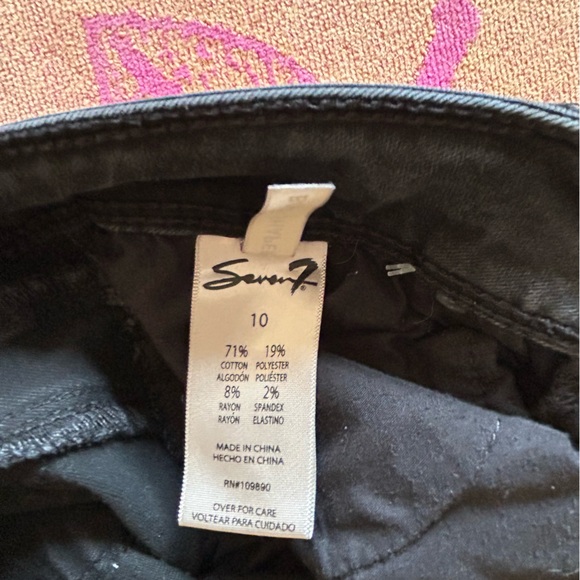 Seven7
10
71% 19%
COTTON POLYESTER
ALGODÓN POLIÉSTER
8% 2%
RAYON SPANDEX
RAYÓN ELASTINO
MADE IN CHINA
HECHO EN CHINA
RN#109890
OVER FOR CARE
VOLTEAR PARA CUIDADO